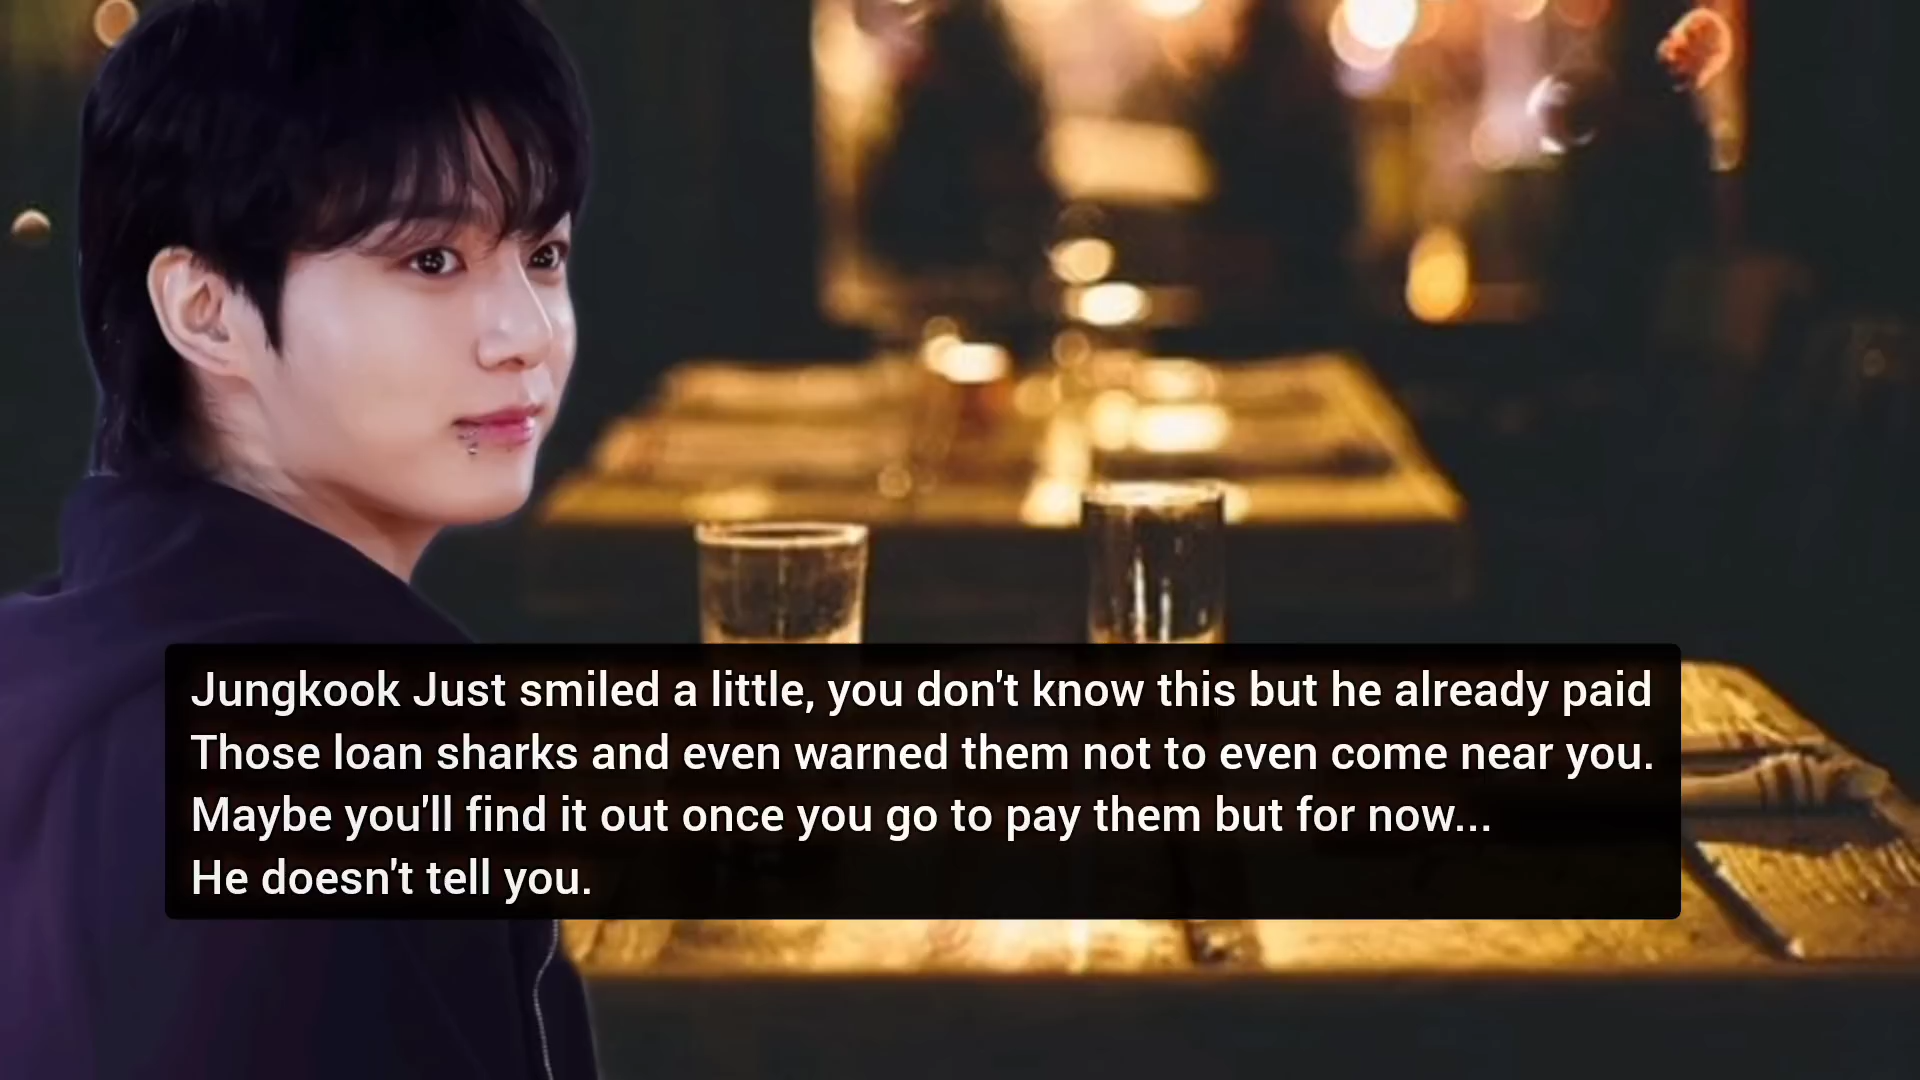 Jungkook Just smiled a little, you don't know this but he already paid
Those loan sharks and even warned them not to even come near you.
Maybe you'll find it out once you go to pay them but for now...
He doesn't tell you.